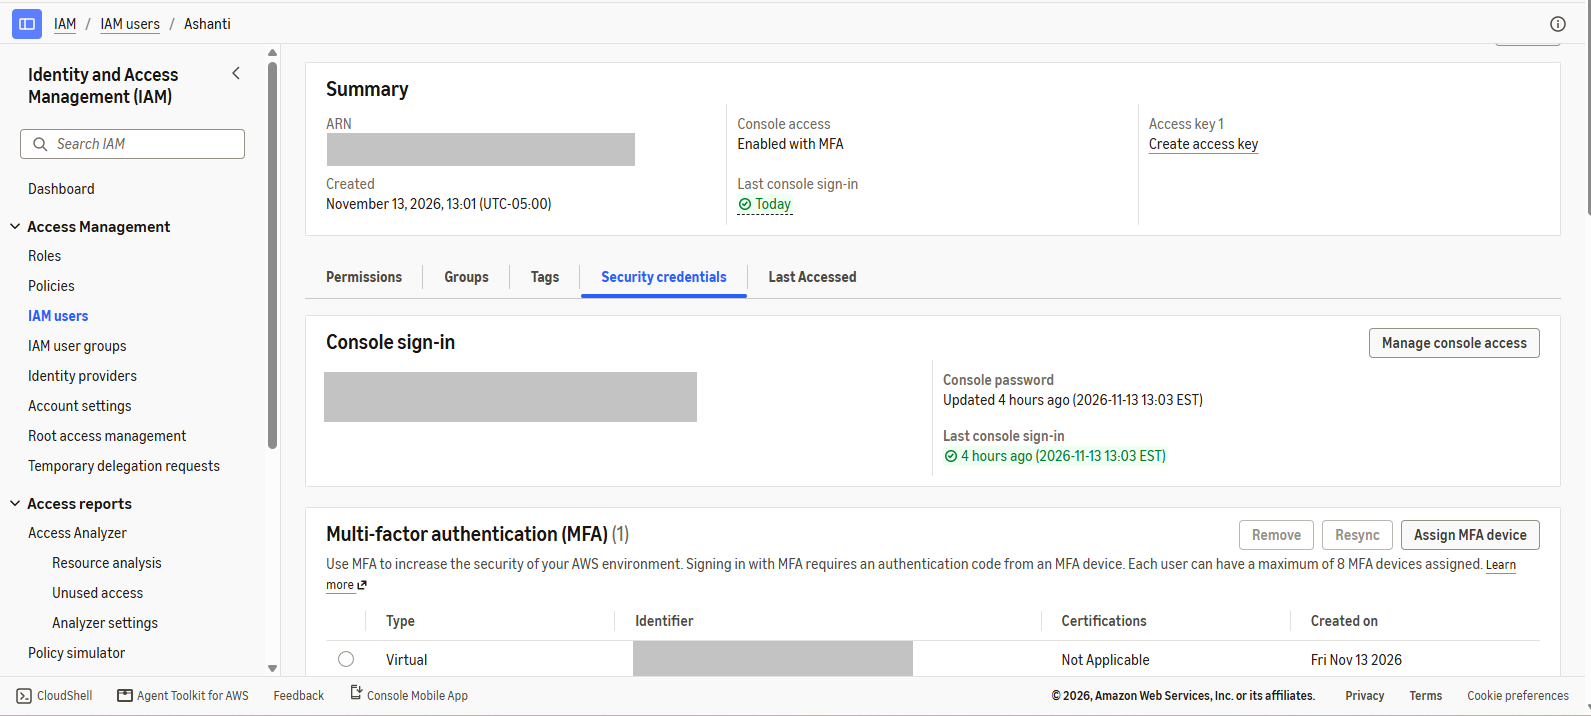 IAM / IAM users / Ashanti
Identity and Access
Management (IAM)
Search IAM
Dashboard
Access Management
Roles
Policies
IAM users
IAM user groups
Identity providers
Account settings
Root access management
Temporary delegation requests
Access reports
Access Analyzer
Resource analysis
Unused access
Analyzer settings
Policy simulator
Summary
ARN
Created
November 13, 2026, 13:01 (UTC-05:00)
Console access
Enabled with MFA
Last console sign-in
Today
Access key 1
Create access key
Permissions Groups Tags Security credentials Last Accessed
Console sign-in
Manage console access
Console password
Updated 4 hours ago (2026-11-13 13:03 EST)
Last console sign-in
4 hours ago (2026-11-13 13:03 EST)
Multi-factor authentication (MFA) (1)
Remove Resync Assign MFA device
Use MFA to increase the security of your AWS environment. Signing in with MFA requires an authentication code from an MFA device. Each user can have a maximum of 8 MFA devices assigned. Learn
more
Type Identifier Certifications Created on
Virtual Not Applicable Fri Nov 13 2026
CloudShell Agent Toolkit for AWS Feedback Console Mobile App © 2026, Amazon Web Services, Inc. or its affiliates. Privacy Terms Cookie preferences